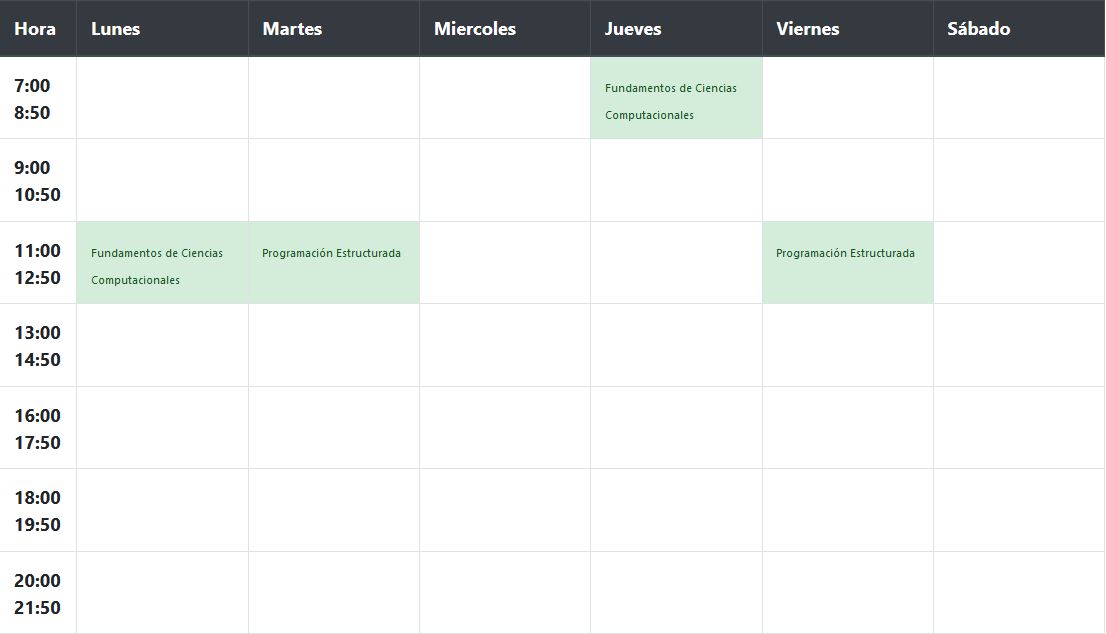 Hora Lunes Martes Miercoles Jueves Viernes Sábado
7:00
8:50
Fundamentos de Ciencias
Computacionales
9:00
10:50
11:00
12:50
Fundamentos de Ciencias
Computacionales
Programación Estructurada
Programación Estructurada
13:00
14:50
16:00
17:50
18:00
19:50
20:00
21:50